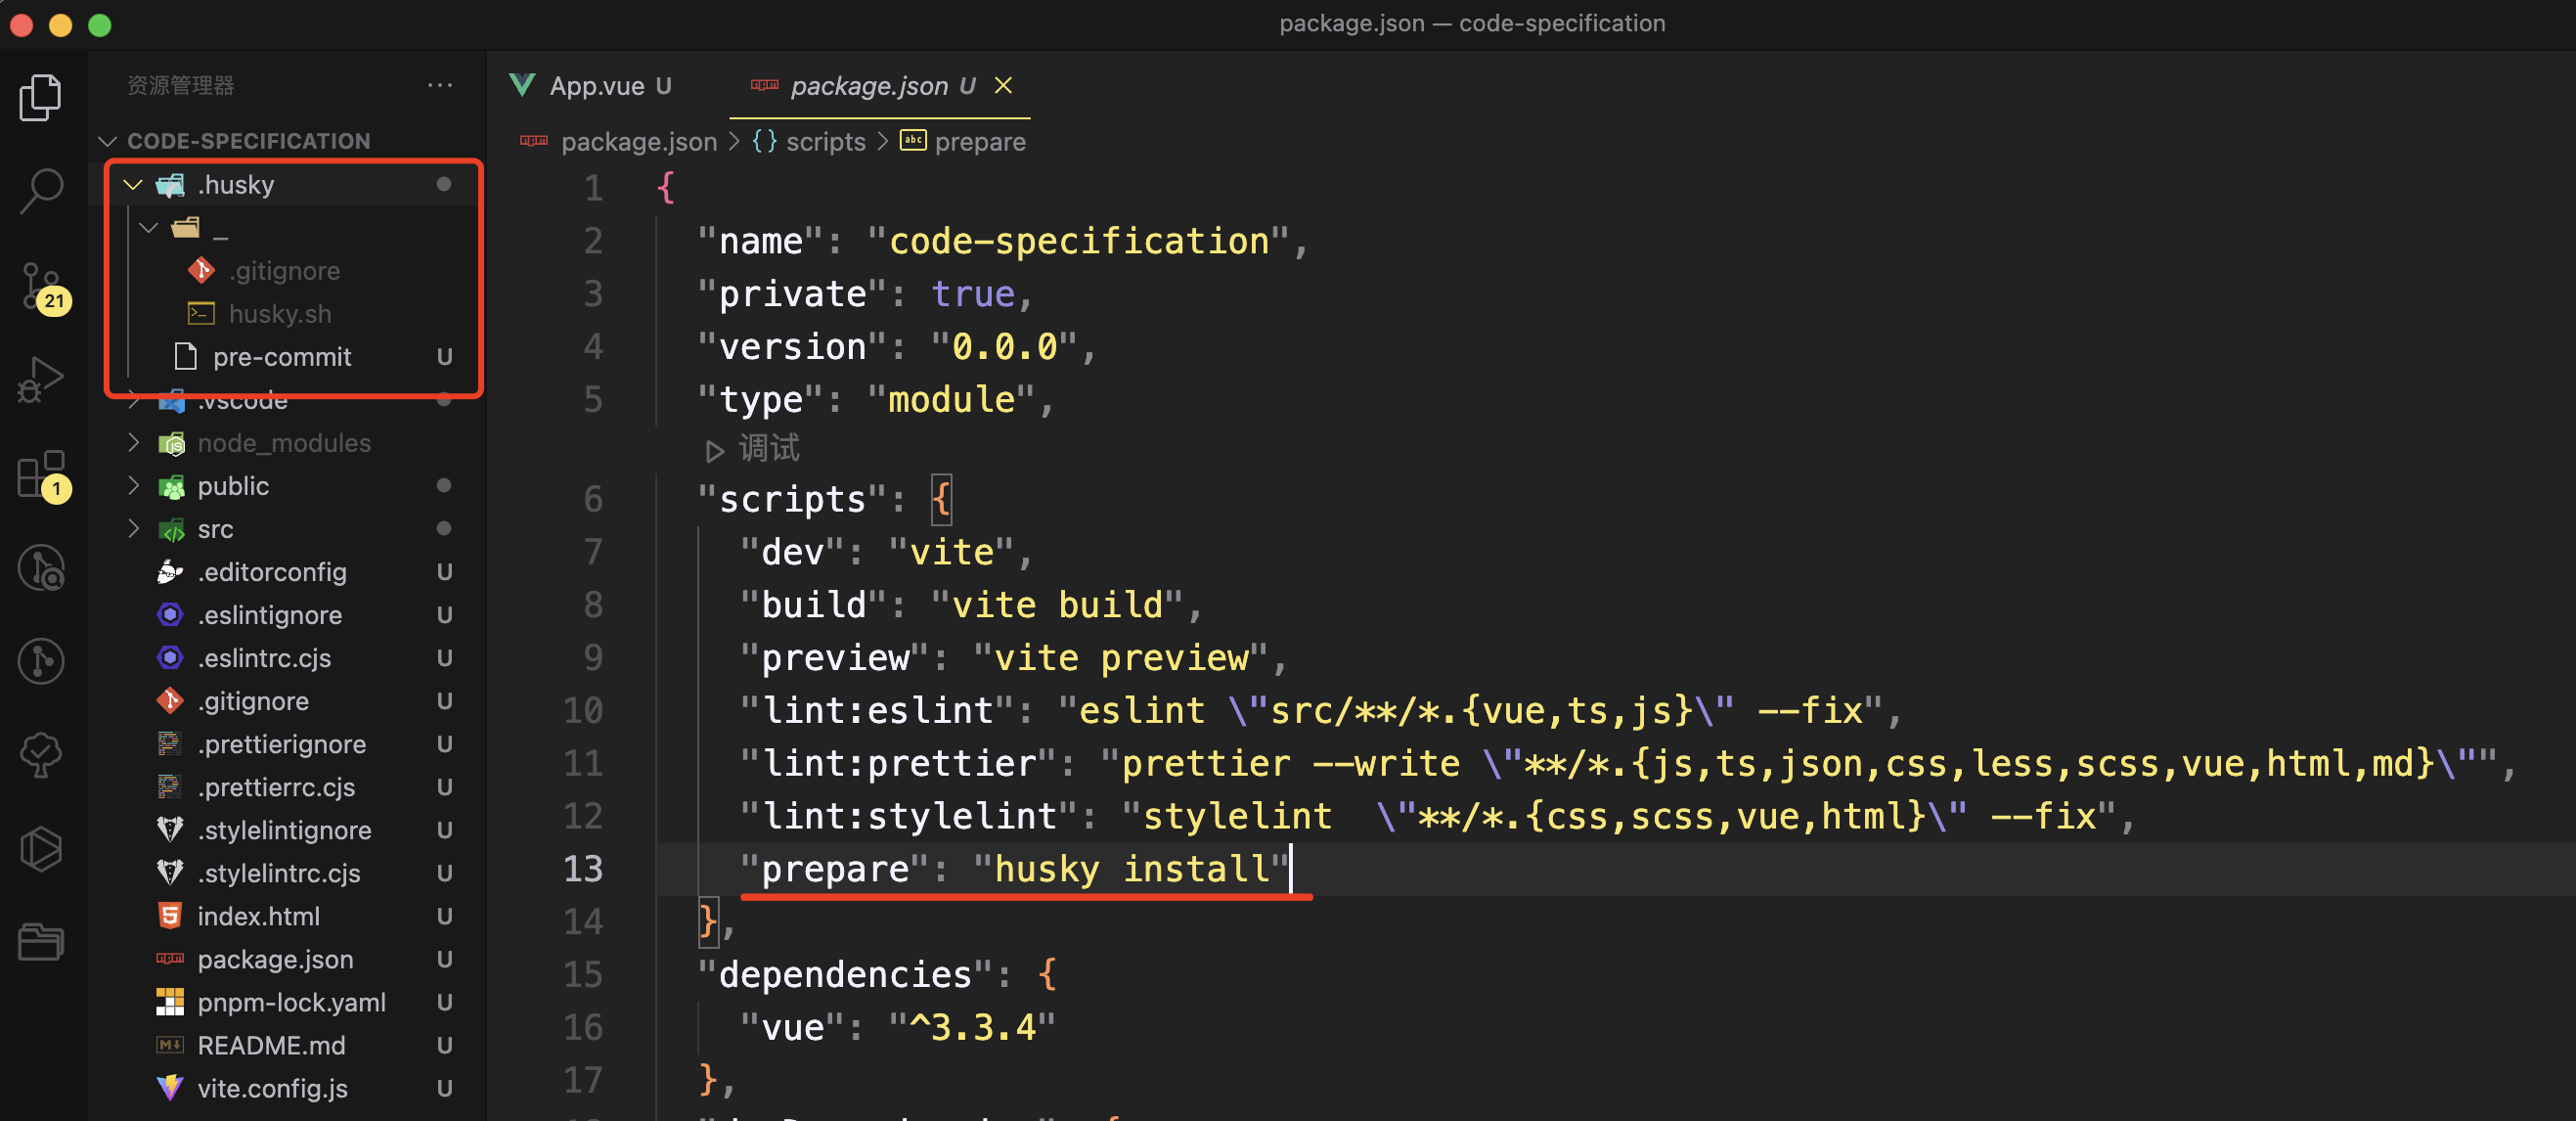 package.json — code-specification
资源管理器
CODE-SPECIFICATION
.husky
_
.gitignore
husky.sh
pre-commit U
.vscode
node_modules
public
src
.editorconfig U
.eslintignore U
.eslintrc.cjs U
.gitignore U
.prettierignore U
.prettierrc.cjs U
.stylelintignore U
.stylelintrc.cjs U
index.html U
package.json U
pnpm-lock.yaml U
README.md U
vite.config.js U
21
1
App.vue U
package.json U
package.json > {} scripts > abc prepare
1 {
2 "name": "code-specification",
3 "private": true,
4 "version": "0.0.0",
5 "type": "module",
调试
6 "scripts": {
7 "dev": "vite",
8 "build": "vite build",
9 "preview": "vite preview",
10 "lint:eslint": "eslint \"src/**/*.{vue,ts,js}\" --fix",
11 "lint:prettier": "prettier --write \"**/*.{js,ts,json,css,less,scss,vue,html,md}\"",
12 "lint:stylelint": "stylelint  \"**/*.{css,scss,vue,html}\" --fix",
13 "prepare": "husky install"
14 },
15 "dependencies": {
16 "vue": "^3.3.4"
17 },